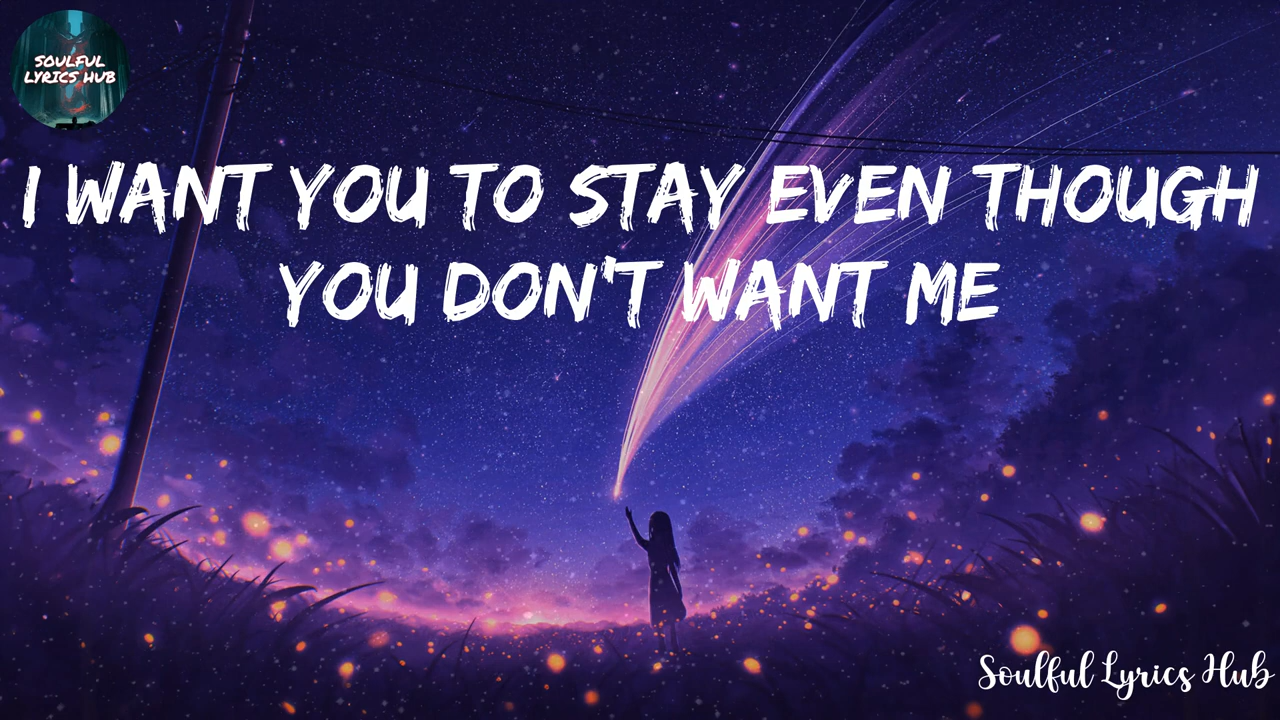 SOULFUL
LYRICS HUB
I WANT YOU TO STAY EVEN THOUGH
YOU DON'T WANT ME
Soulful Lyrics Hub